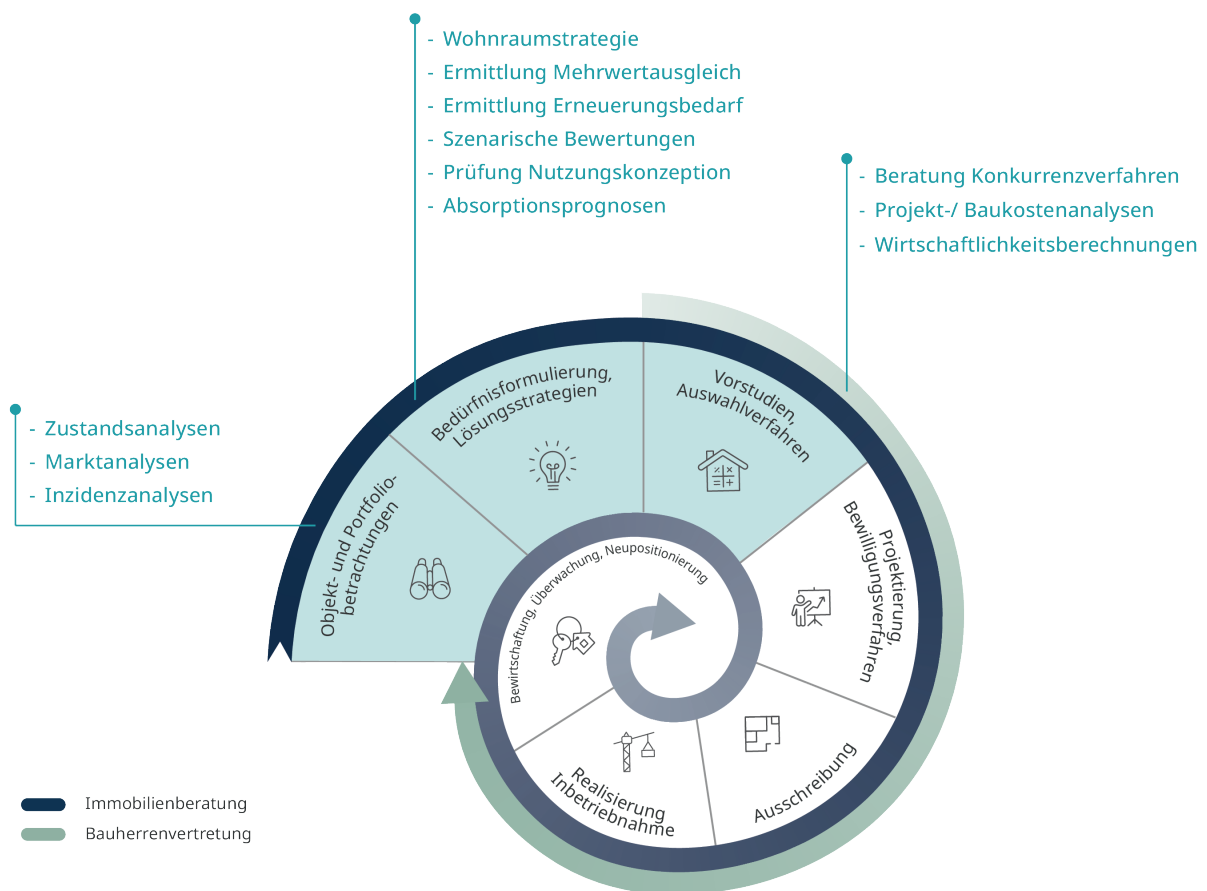 - Wohnraumstrategie
- Ermittlung Mehrwertausgleich
- Ermittlung Erneuerungsbedarf
- Szenarische Bewertungen
- Prüfung Nutzungskonzeption
- Absorptionsprognosen
- Beratung Konkurrenzverfahren
- Projekt-/ Baukostenanalysen
- Wirtschaftlichkeitsberechnungen
- Zustandsanalysen
- Marktanalysen
- Inzidenzanalysen
Objekt- und Portfolio-
betrachtungen
Bedürfnisformulierung,
Lösungsstrategien
Vorstudien,
Auswahlverfahren
Projektierung,
Bewilligungsverfahren
Ausschreibung
Realisierung
Inbetriebnahme
Bewirtschaftung, Überwachung, Neupositionierung
Immobilienberatung
Bauherrenvertretung